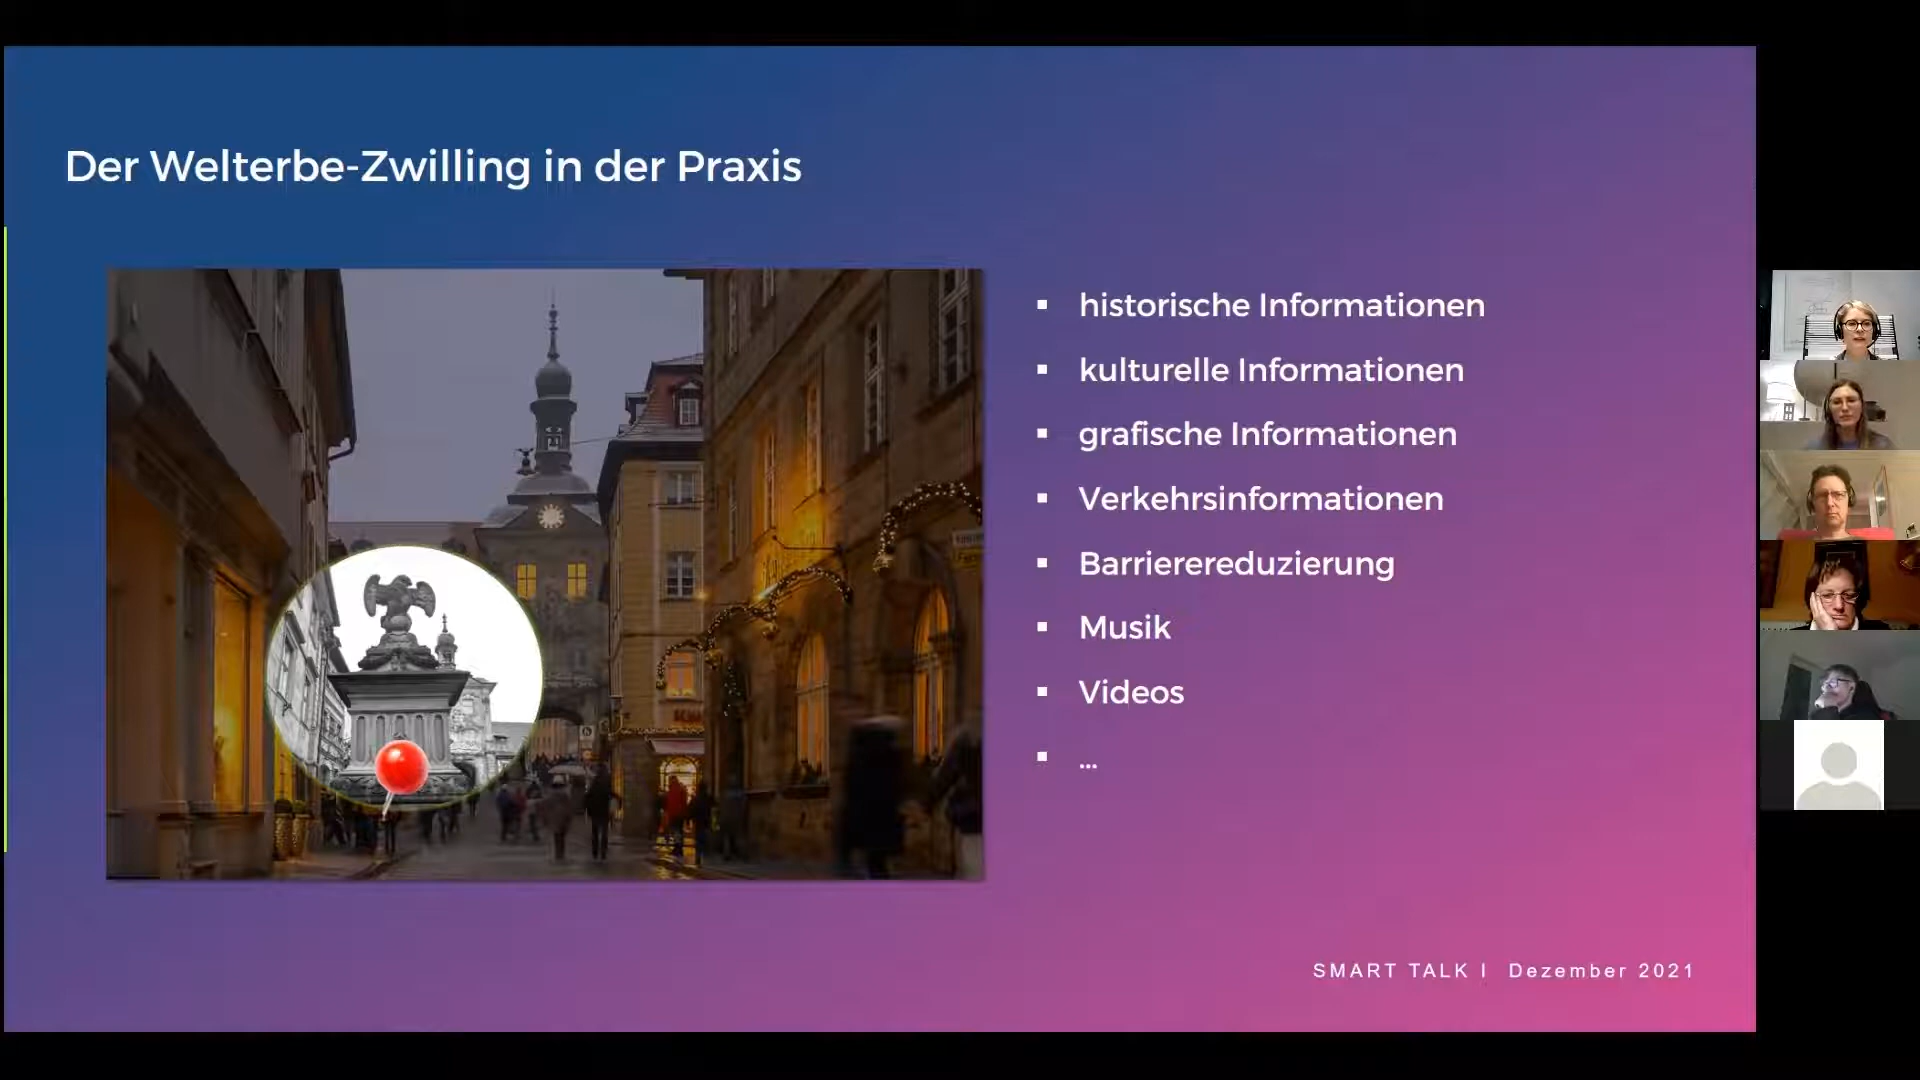 Der Welterbe-Zwilling in der Praxis
historische Informationen
kulturelle Informationen
grafische Informationen
Verkehrsinformationen
Barrierereduzierung
Musik
Videos
...
SMART TALK I Dezember 2021